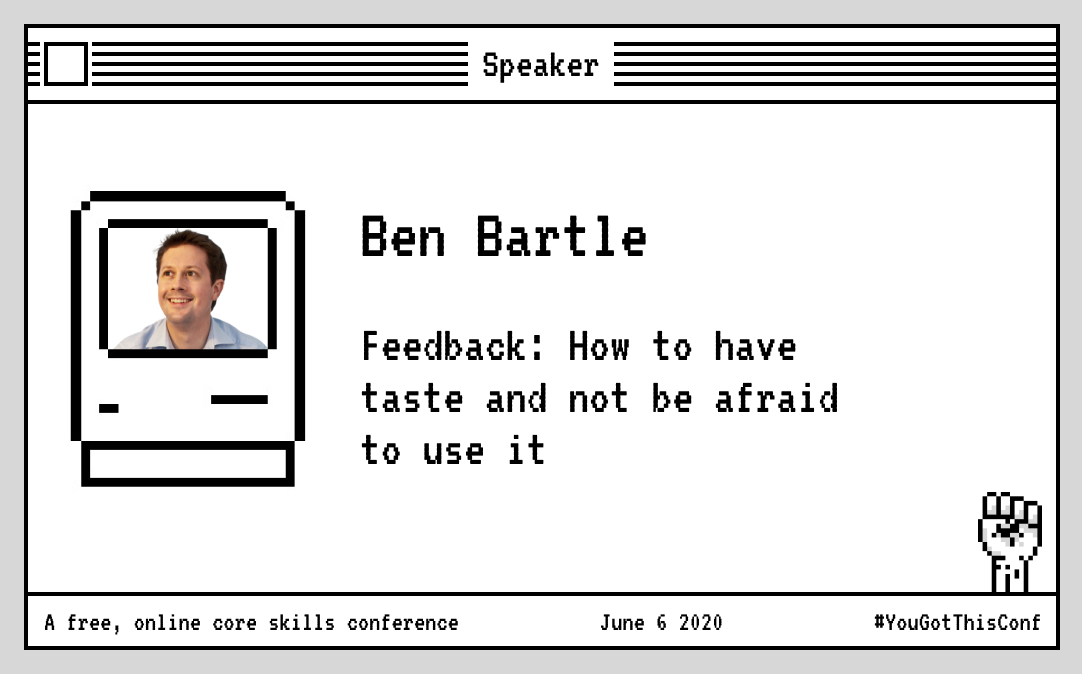 Speaker
Ben Bartle
Feedback: How to have
taste and not be afraid
to use it
A free, online core skills conference
June 6 2020
#YouGotThisConf